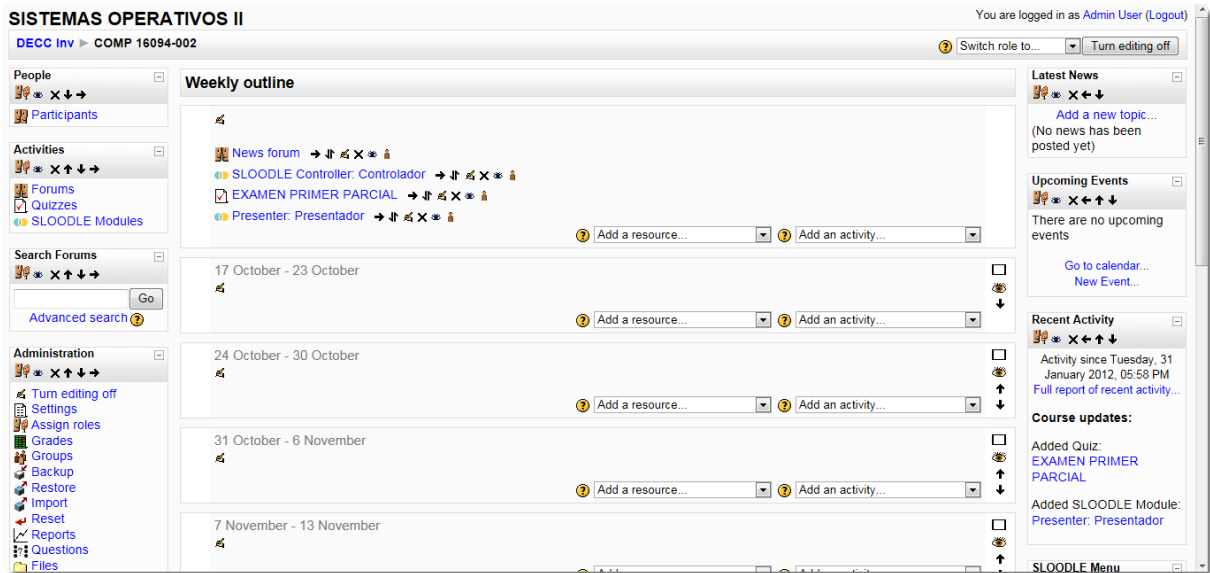 SISTEMAS OPERATIVOS II
You are logged in as Admin User (Logout)
DECC Inv ► COMP 16094-002
Switch role to...
Turn editing off
People
Participants
Activities
Forums
Quizzes
SLOODLE Modules
Search Forums
Go
Advanced search
Administration
Turn editing off
Settings
Assign roles
Grades
Groups
Backup
Restore
Import
Reset
Reports
Questions
Files
Weekly outline
News forum
SLOODLE Controller: Controlador
EXAMEN PRIMER PARCIAL
Presenter: Presentador
Add a resource... Add an activity...
17 October - 23 October
Add a resource... Add an activity...
24 October - 30 October
Add a resource... Add an activity...
31 October - 6 November
Add a resource... Add an activity...
7 November - 13 November
Latest News
Add a new topic...
(No news has been
posted yet)
Upcoming Events
There are no upcoming
events
Go to calendar...
New Event...
Recent Activity
Activity since Tuesday, 31
January 2012, 05:58 PM
Full report of recent activity...
Course updates:
Added Quiz:
EXAMEN PRIMER
PARCIAL
Added SLOODLE Module:
Presenter: Presentador
SLOODLE Menu